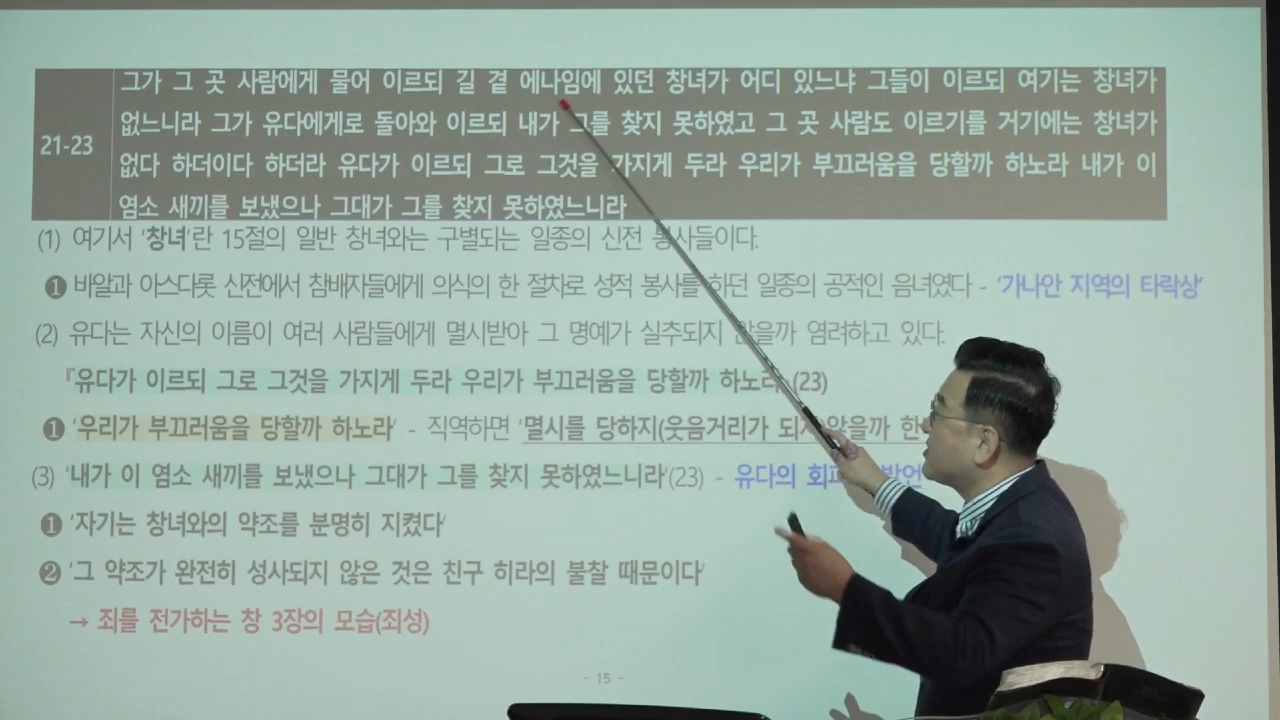 그가 그 곳 사람에게 물어 이르되 길 곁 에나임에 있던 창녀가 어디 있느냐 그들이 이르되 여기는 창녀가
21-23
없느니라 그가 유다에게로 돌아와 이르되 내가 그를 찾지 못하였고 그 곳 사람도 이르기를 거기에는 창녀가
없다 하더이다 하더라 유다가 이르되 그로 그것을 가지게 두라 우리가 부끄러움을 당할까 하노라 내가 이
염소 새끼를 보냈으나 그대가 그를 찾지 못하였느니라
(1) 여기서 '창녀'란 15절의 일반 창녀와는 구별되는 일종의 신전 봉사들이다.
❶ 바알과 아스다롯 신전에서 참배자들에게 의식의 한 절차로 성적 봉사를 하던 일종의 공적인 음녀였다 - '가나안 지역의 타락상'
(2) 유다는 자신의 이름이 여러 사람들에게 멸시받아 그 명예가 실추되지 않을까 염려하고 있다.
『유다가 이르되 그로 그것을 가지게 두라 우리가 부끄러움을 당할까 하노라 (23)
❶ '우리가 부끄러움을 당할까 하노라' - 직역하면 '멸시를 당하지(웃음거리가 되지 않을까 한
(3) '내가 이 염소 새끼를 보냈으나 그대가 그를 찾지 못하였느니라'(23) - 유다의 발언
❶ '자기는 창녀와의 약조를 분명히 지켰다'
❷ '그 약조가 완전히 성사되지 않은 것은 친구 히라의 불찰 때문이다'
→ 죄를 전가하는 창 3장의 모습(죄성)
- 15 -